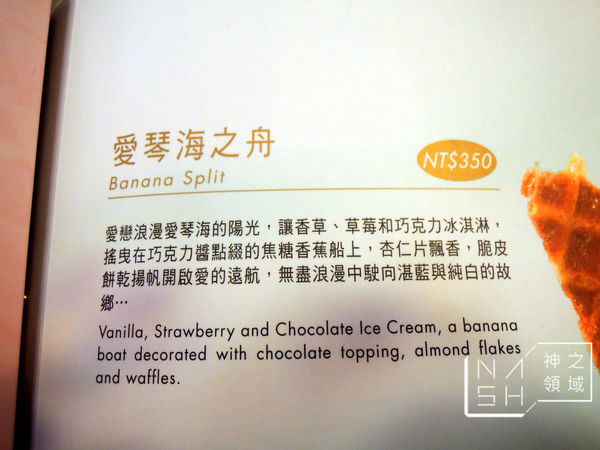 愛琴海之舟
NT$350
Banana Split
愛戀浪漫愛琴海的陽光，讓香草、草莓和巧克力冰淇淋，
搖曳在巧克力醬點綴的焦糖香蕉船上，杏仁片飄香，脆皮
餅乾揚帆開啟愛的遠航，無盡浪漫中駛向湛藍與純白的故
鄉⋯
Vanilla, Strawberry and Chocolate Ice Cream, a banana
boat decorated with chocolate topping, almond flakes
and waffles.
NASH
神之領域